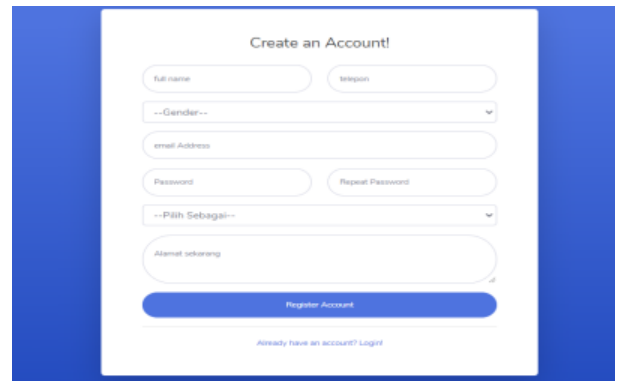 Create an Account!
full name
telepon
--Gender--
email Address
Password
Repeat Password
--Pilih Sebagai--
Alamat sekarang
Register Account
Already have an account? Login!